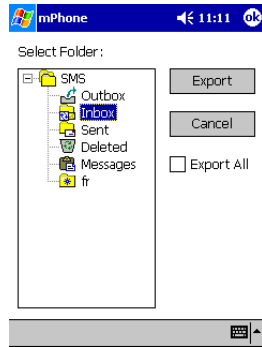 mPhone 11:11 ok
Select Folder:
SMS
Outbox
Inbox
Sent
Deleted
Messages
fr
Export
Cancel
Export All